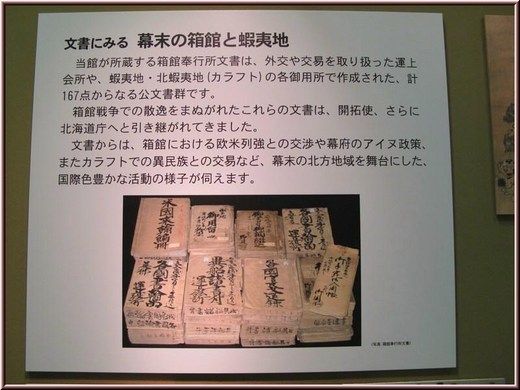 文書にみる 幕末の箱館と蝦夷地
当館が所蔵する箱館奉行所文書は、外交や交易を取り扱った運上
会所や、蝦夷地・北蝦夷地(カラフト)の各御用所で作成された、計
167点からなる公文書群です。
箱館戦争での散逸をまぬがれたこれらの文書は、開拓使、さらに
北海道庁へと引き継がれてきました。
文書からは、箱館における欧米列強との交渉や幕府のアイヌ政策、
またカラフトでの異民族との交易など、幕末の北方地域を舞台にした、
国際色豊かな活動の様子が伺えます。
(写真:箱館奉行所文書)